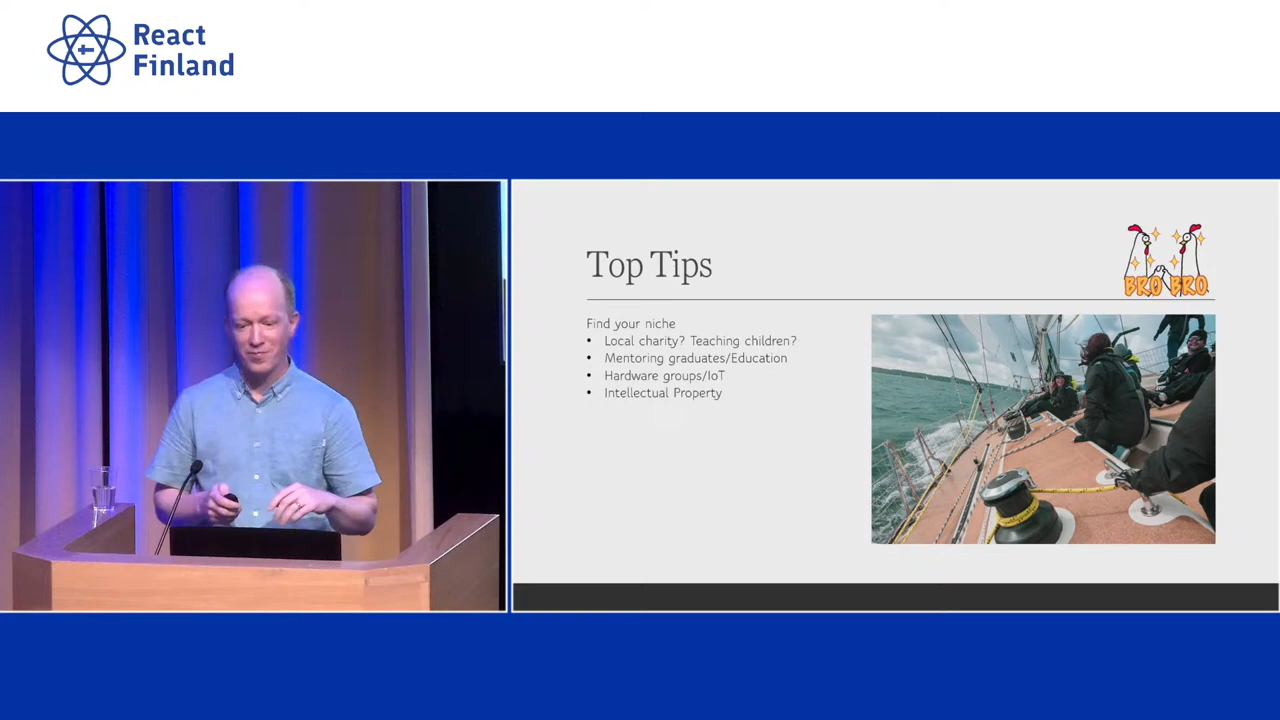 React
Finland
Top Tips
BRO BRO
Find your niche
• Local charity? Teaching children?
• Mentoring graduates/Education
• Hardware groups/IoT
• Intellectual Property